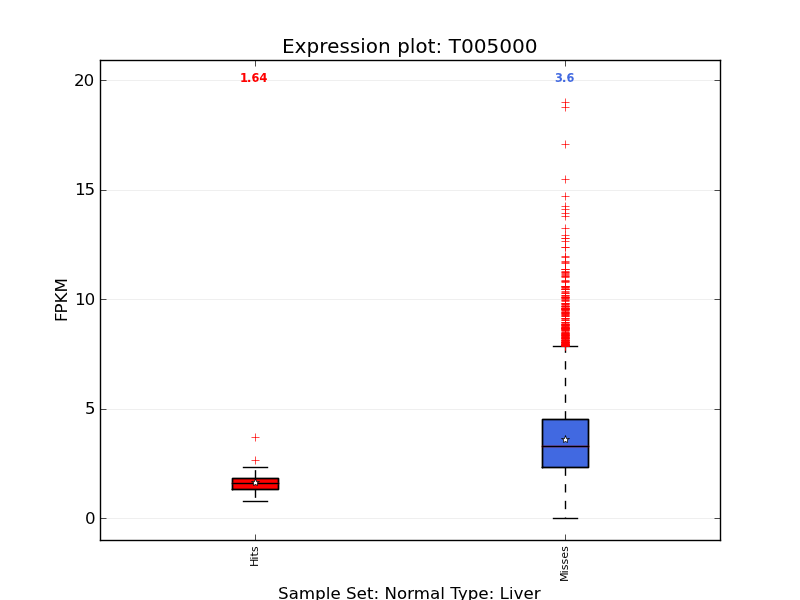 Expression plot: T005000
1.64
3.6
20
15
10
5
0
FPKM
Hits
Misses
Sample Set: Normal Type: Liver